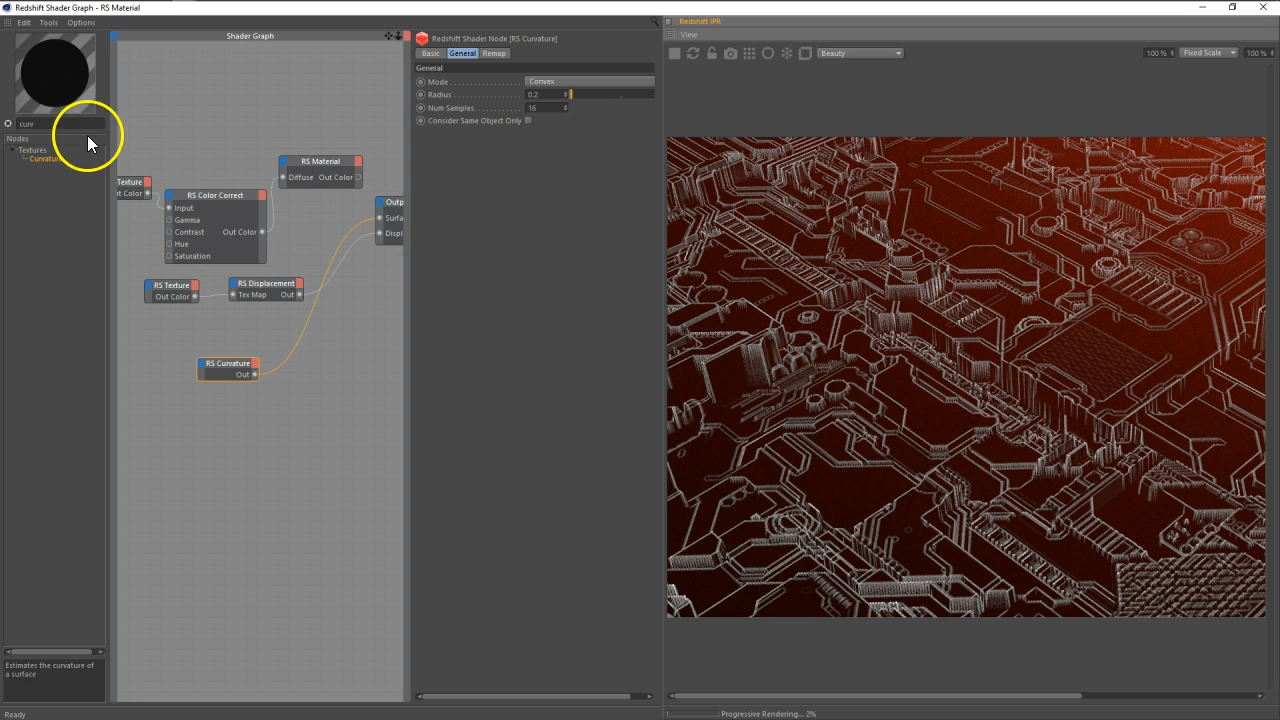 Redshift Shader Graph - RS Material
Edit Tools Options
curv
Nodes
Textures
Curvature
Estimates the curvature of
a surface
Ready
Shader Graph
RS Material
Diffuse Out Color
Texture
RS Color Correct
Input
Gamma
Contrast Out Color
Hue
Saturation
RS Texture
Out Color
RS Displacement
Tex Map Out
RS Curvature
Out
Outp
Surfa
Displ
Redshift Shader Node [RS Curvature]
Basic General Remap
General
Mode Convex
Radius 0.2
Num Samples 16
Consider Same Object Only
Redshift IPR
View
Beauty 100 % Fixed Scale 100 %
Progressive Rendering... 2%